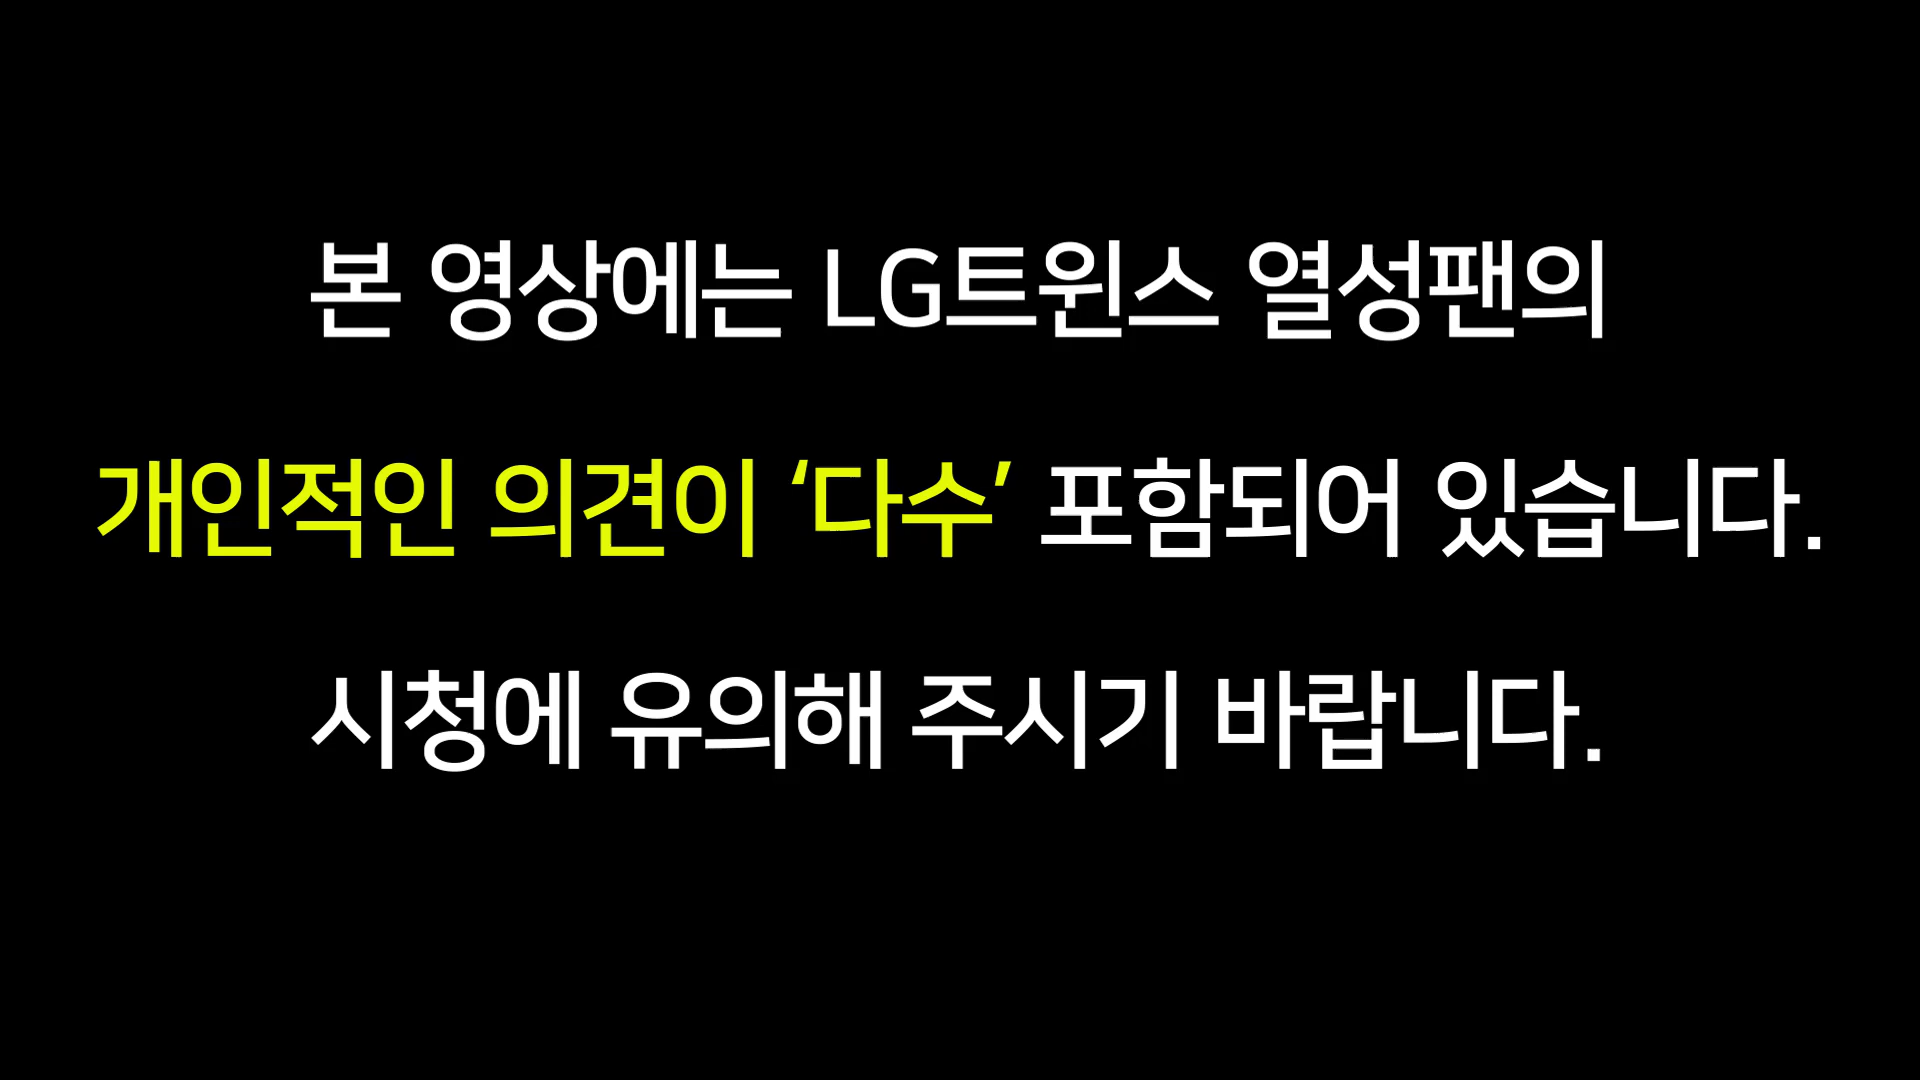 본 영상에는 LG트윈스 열성팬의
개인적인 의견이 ‘다수’ 포함되어 있습니다.
시청에 유의해 주시기 바랍니다.